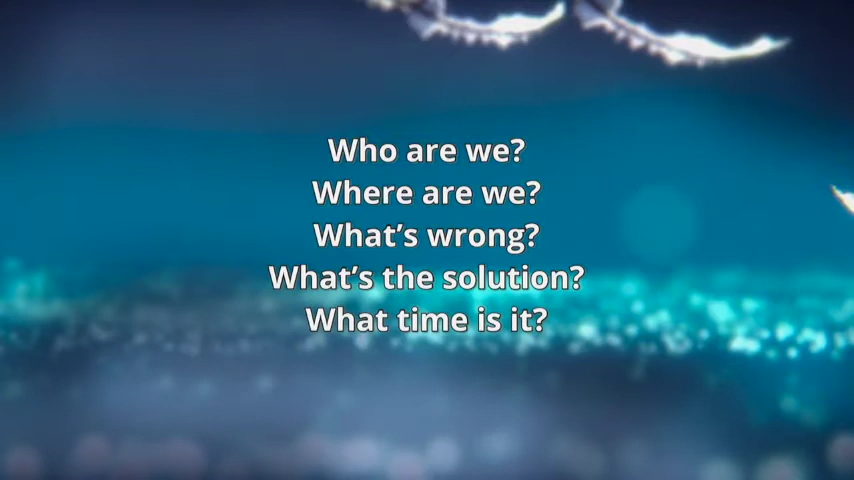 Who are we?
Where are we?
What’s wrong?
What’s the solution?
What time is it?